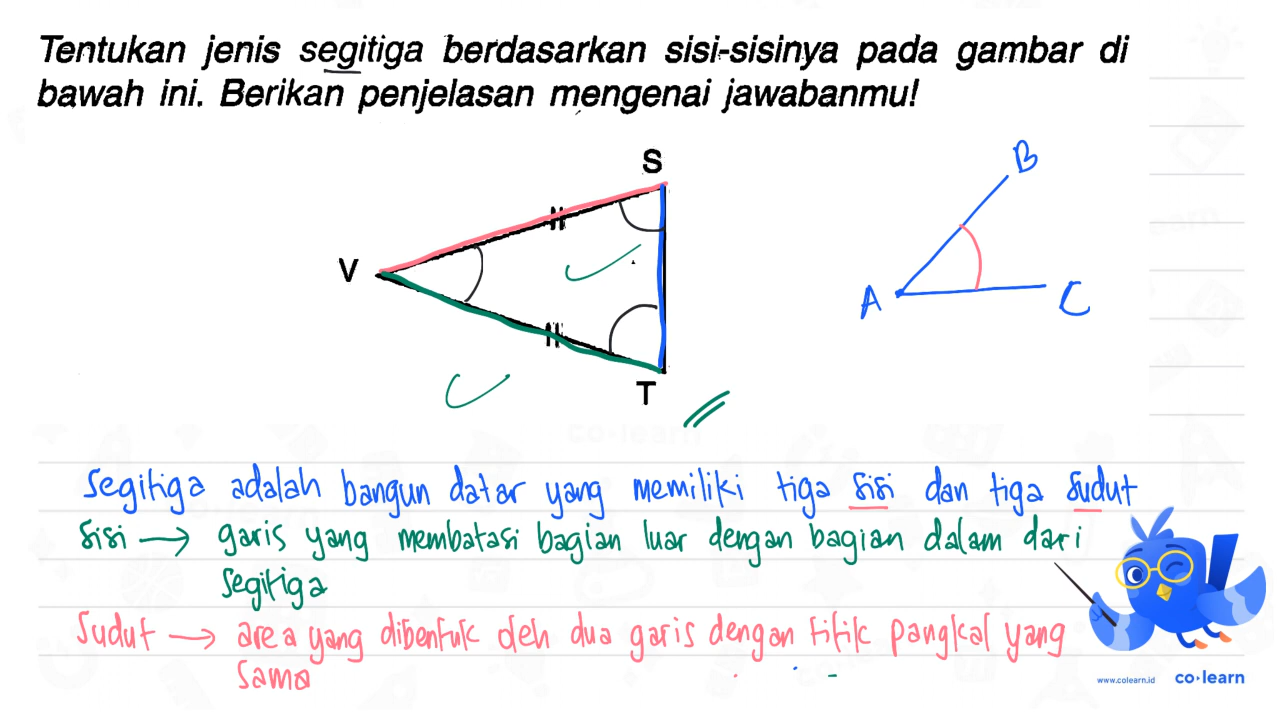 Tentukan jenis segitiga berdasarkan sisi-sisinya pada gambar di
bawah ini. Berikan penjelasan mengenai jawabanmu!
S
B
V
A
C
T
co·learn
Segitiga adalah bangun datar yang memiliki tiga sisi dan tiga sudut
Sisi → garis yang membatasi bagian luar dengan bagian dalam dari
segitiga
Sudut → area yang dibentuk oleh dua garis dengan titik pangkal yang
sama
www.colearn.id co·learn